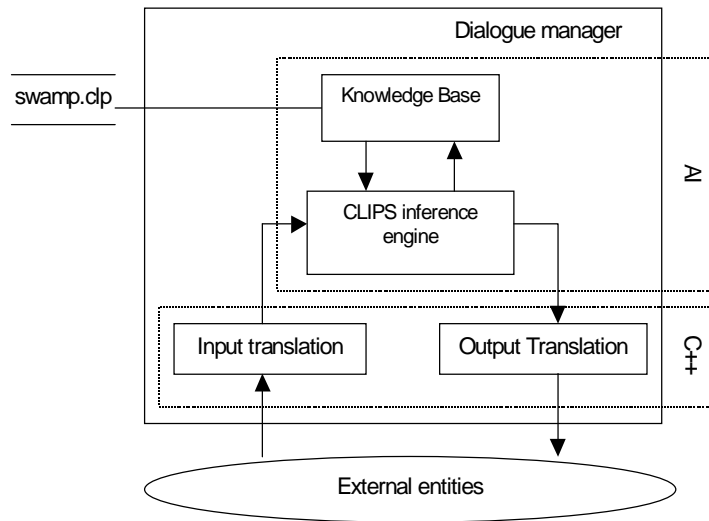 Dialogue manager
swamp.clp
Knowledge Base
AI
CLIPS inference
engine
Input translation
Output Translation
C++
External entities